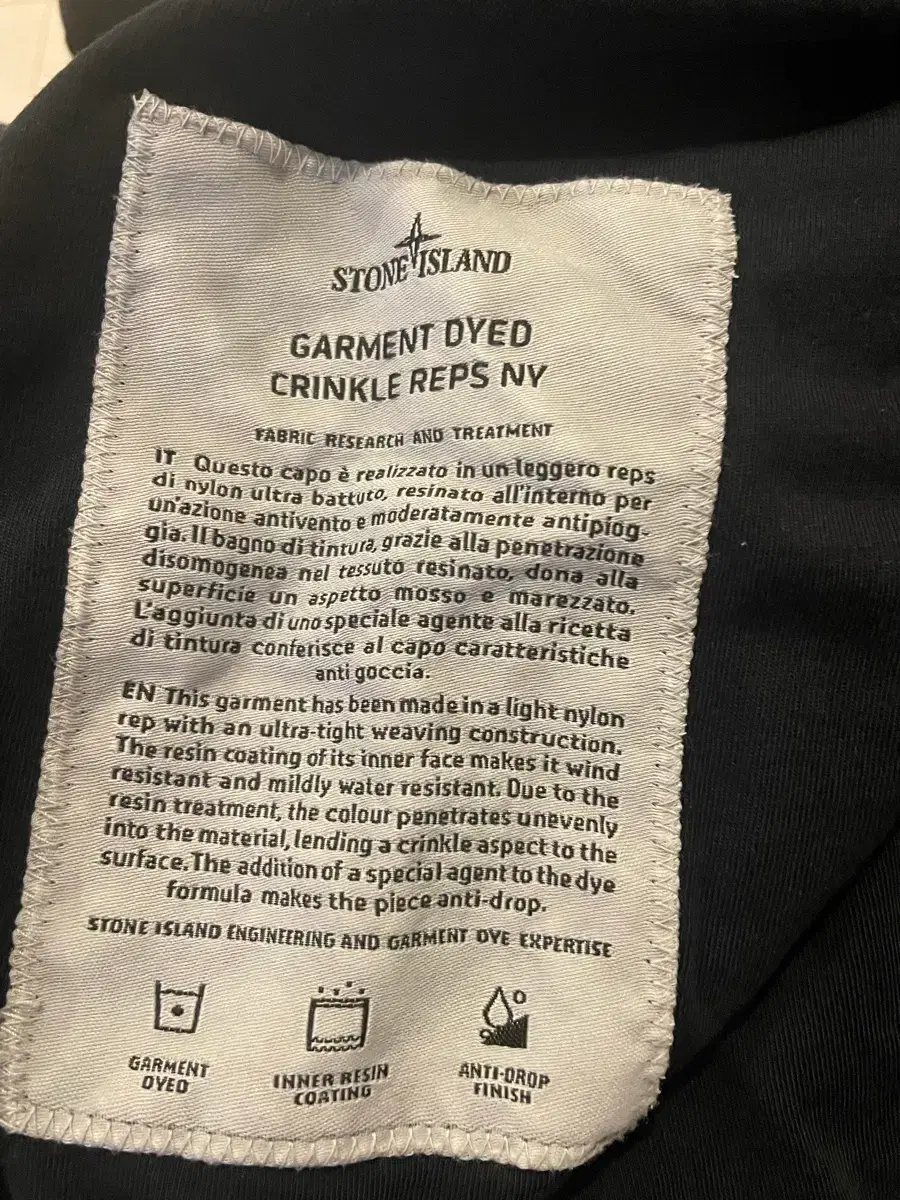 STONE ISLAND
GARMENT DYED
CRINKLE REPS NY
FABRIC RESEARCH AND TREATMENT
IT Questo capo è realizzato in un leggero reps
di nylon ultra battuto, resinato all'interno per
un'azione antivento e moderatamente antipiog-
gia. Il bagno di tintura, grazie alla penetrazione
disomogenea nel tessuto resinato, dona alla
superficie un aspetto mosso e marezzato.
L'aggiunta di uno speciale agente alla ricetta
di tintura conferisce al capo caratteristiche
anti goccia.
EN This garment has been made in a light nylon
rep with an ultra-tight weaving construction.
The resin coating of its inner face makes it wind
resistant and mildly water resistant. Due to the
resin treatment, the colour penetrates unevenly
into the material, lending a crinkle aspect to the
surface. The addition of a special agent to the dye
formula makes the piece anti-drop.
STONE ISLAND ENGINEERING AND GARMENT DYE EXPERTISE
GARMENT
DYED
INNER RESIN
COATING
ANTI-DROP
FINISH